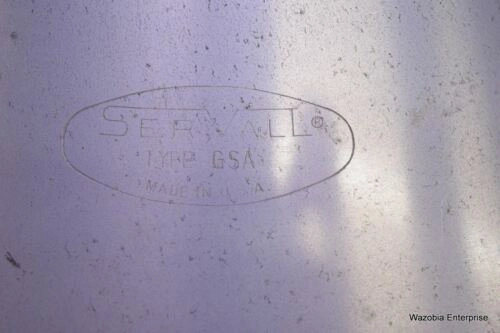 SERVALL®
TYPE GSA
MADE IN U.S.A.
Wazobia Enterprise